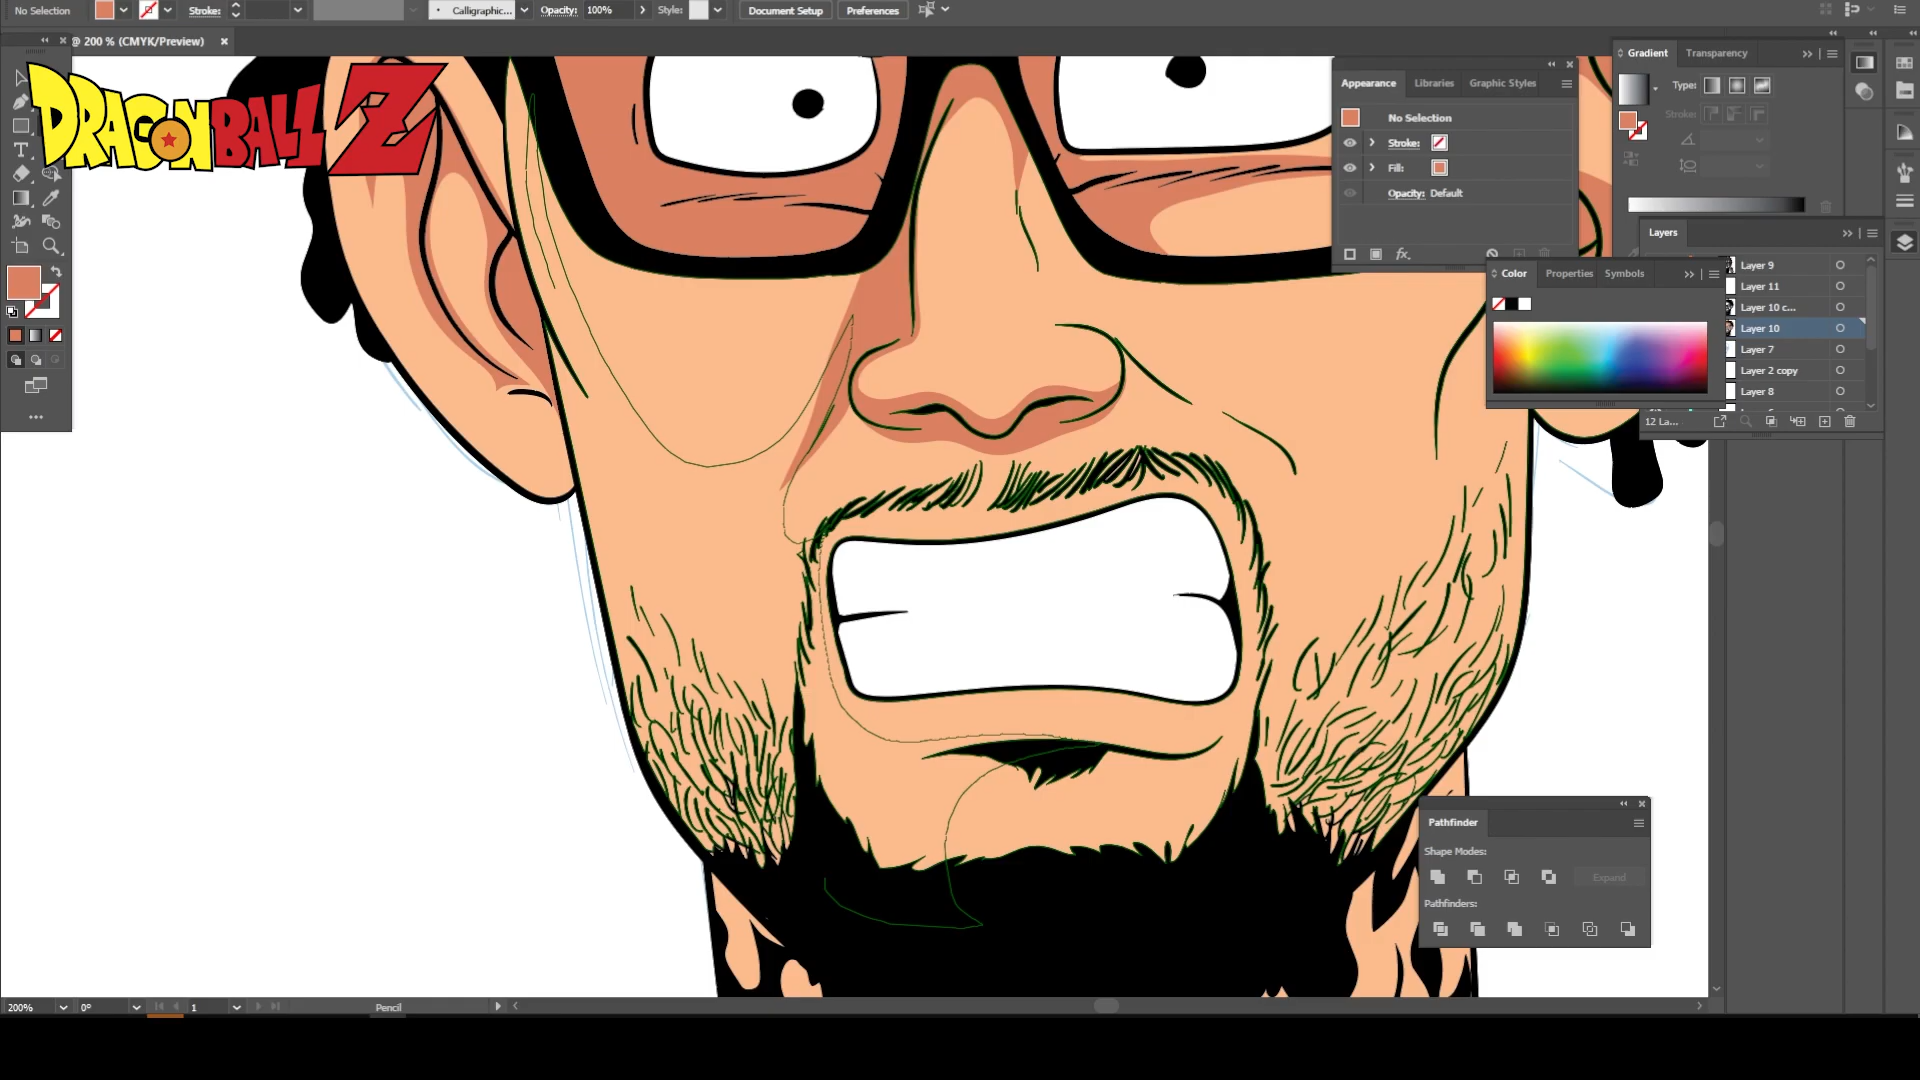 No Selection Stroke: Calligraphic... Opacity: 100% Style: Document Setup Preferences
@ 200 % (CMYK/Preview)
DRAGONBALL Z
Appearance Libraries Graphic Styles
No Selection
Stroke:
Fill:
Opacity: Default
Gradient Transparency
Type:
Stroke:
Layers
Layer 9
Layer 11
Layer 10 c...
Layer 10
Layer 7
Layer 2 copy
Layer 8
12 La...
Color Properties Symbols
Pathfinder
Shape Modes:
Expand
Pathfinders:
200% 0° 1 Pencil